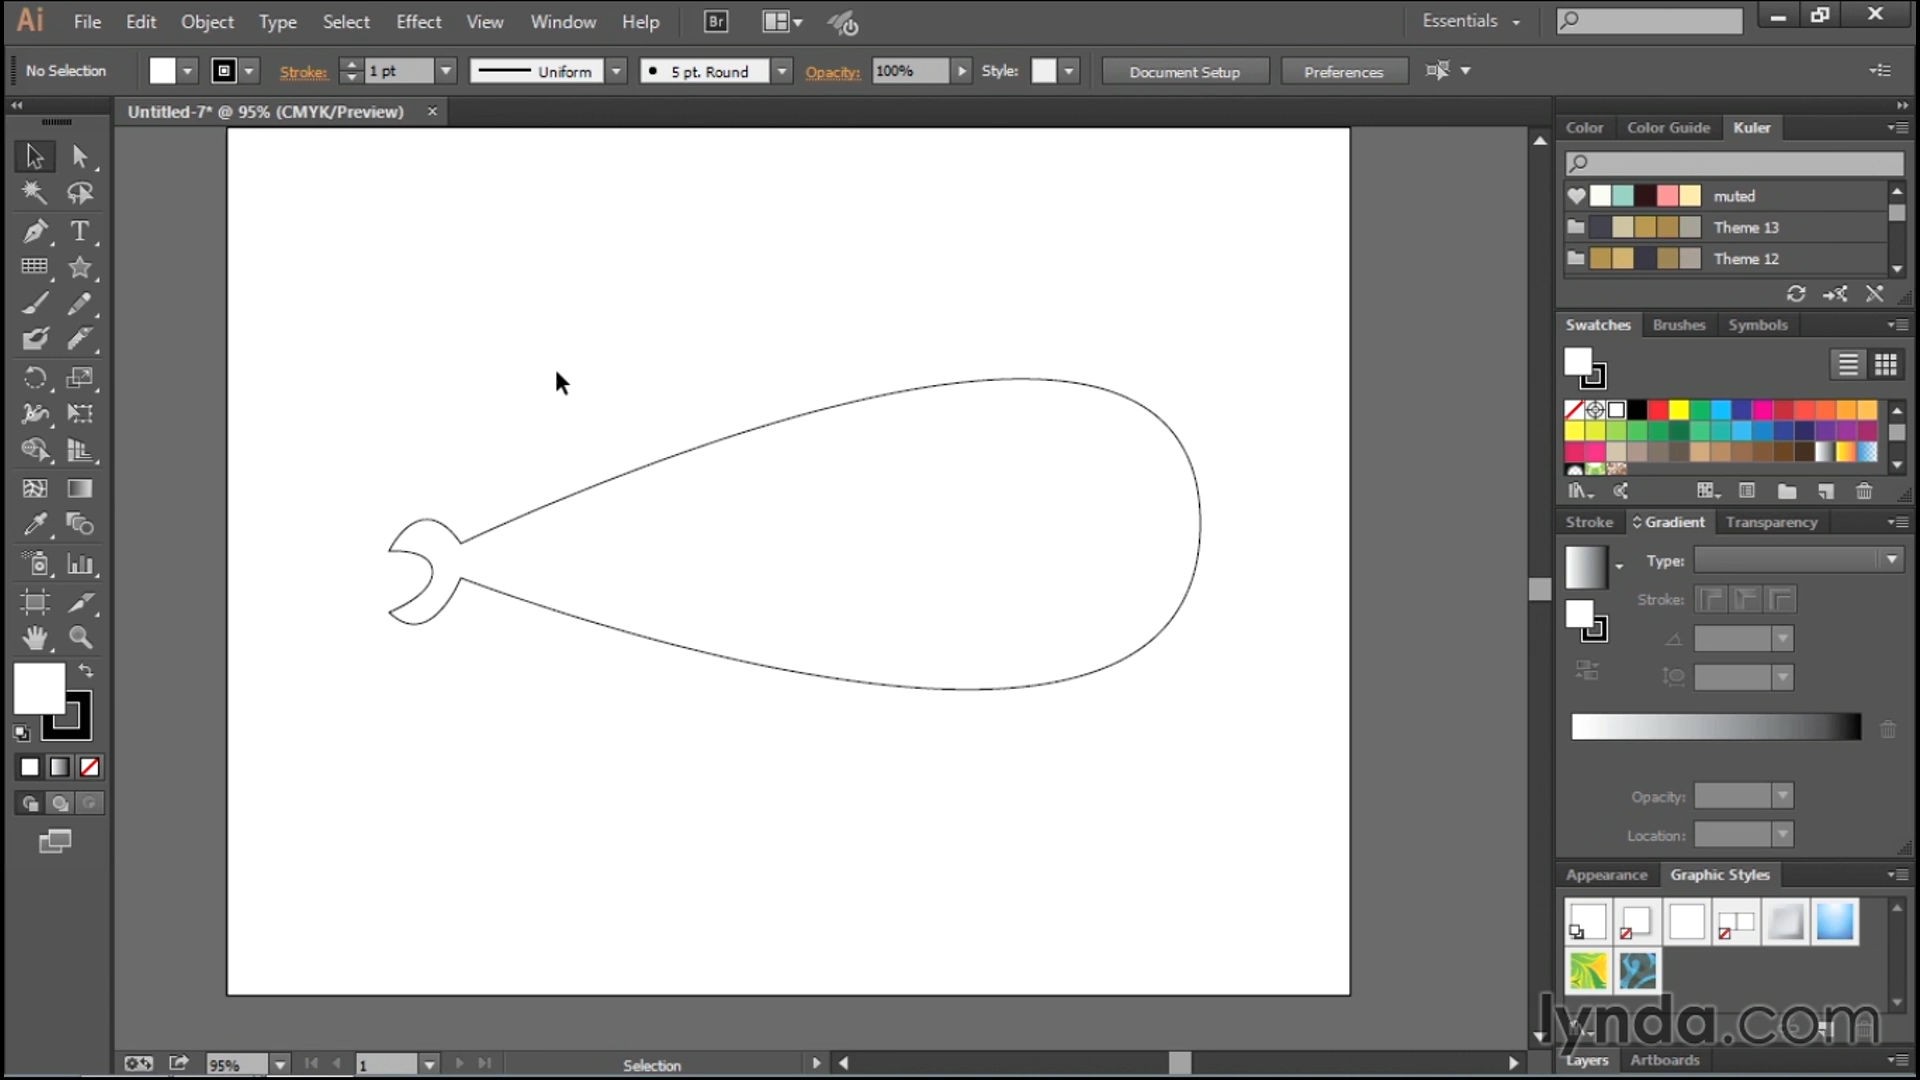 Ai File Edit Object Type Select Effect View Window Help Br Essentials
No Selection Stroke: 1 pt Uniform 5 pt. Round Opacity: 100% Style: Document Setup Preferences
Untitled-7* @ 95% (CMYK/Preview) ×
Color Color Guide Kuler
muted
Theme 13
Theme 12
Swatches Brushes Symbols
Stroke Gradient Transparency
Type:
Stroke:
Opacity:
Location:
Appearance Graphic Styles
lynda.com
Layers Artboards
95% 1 Selection